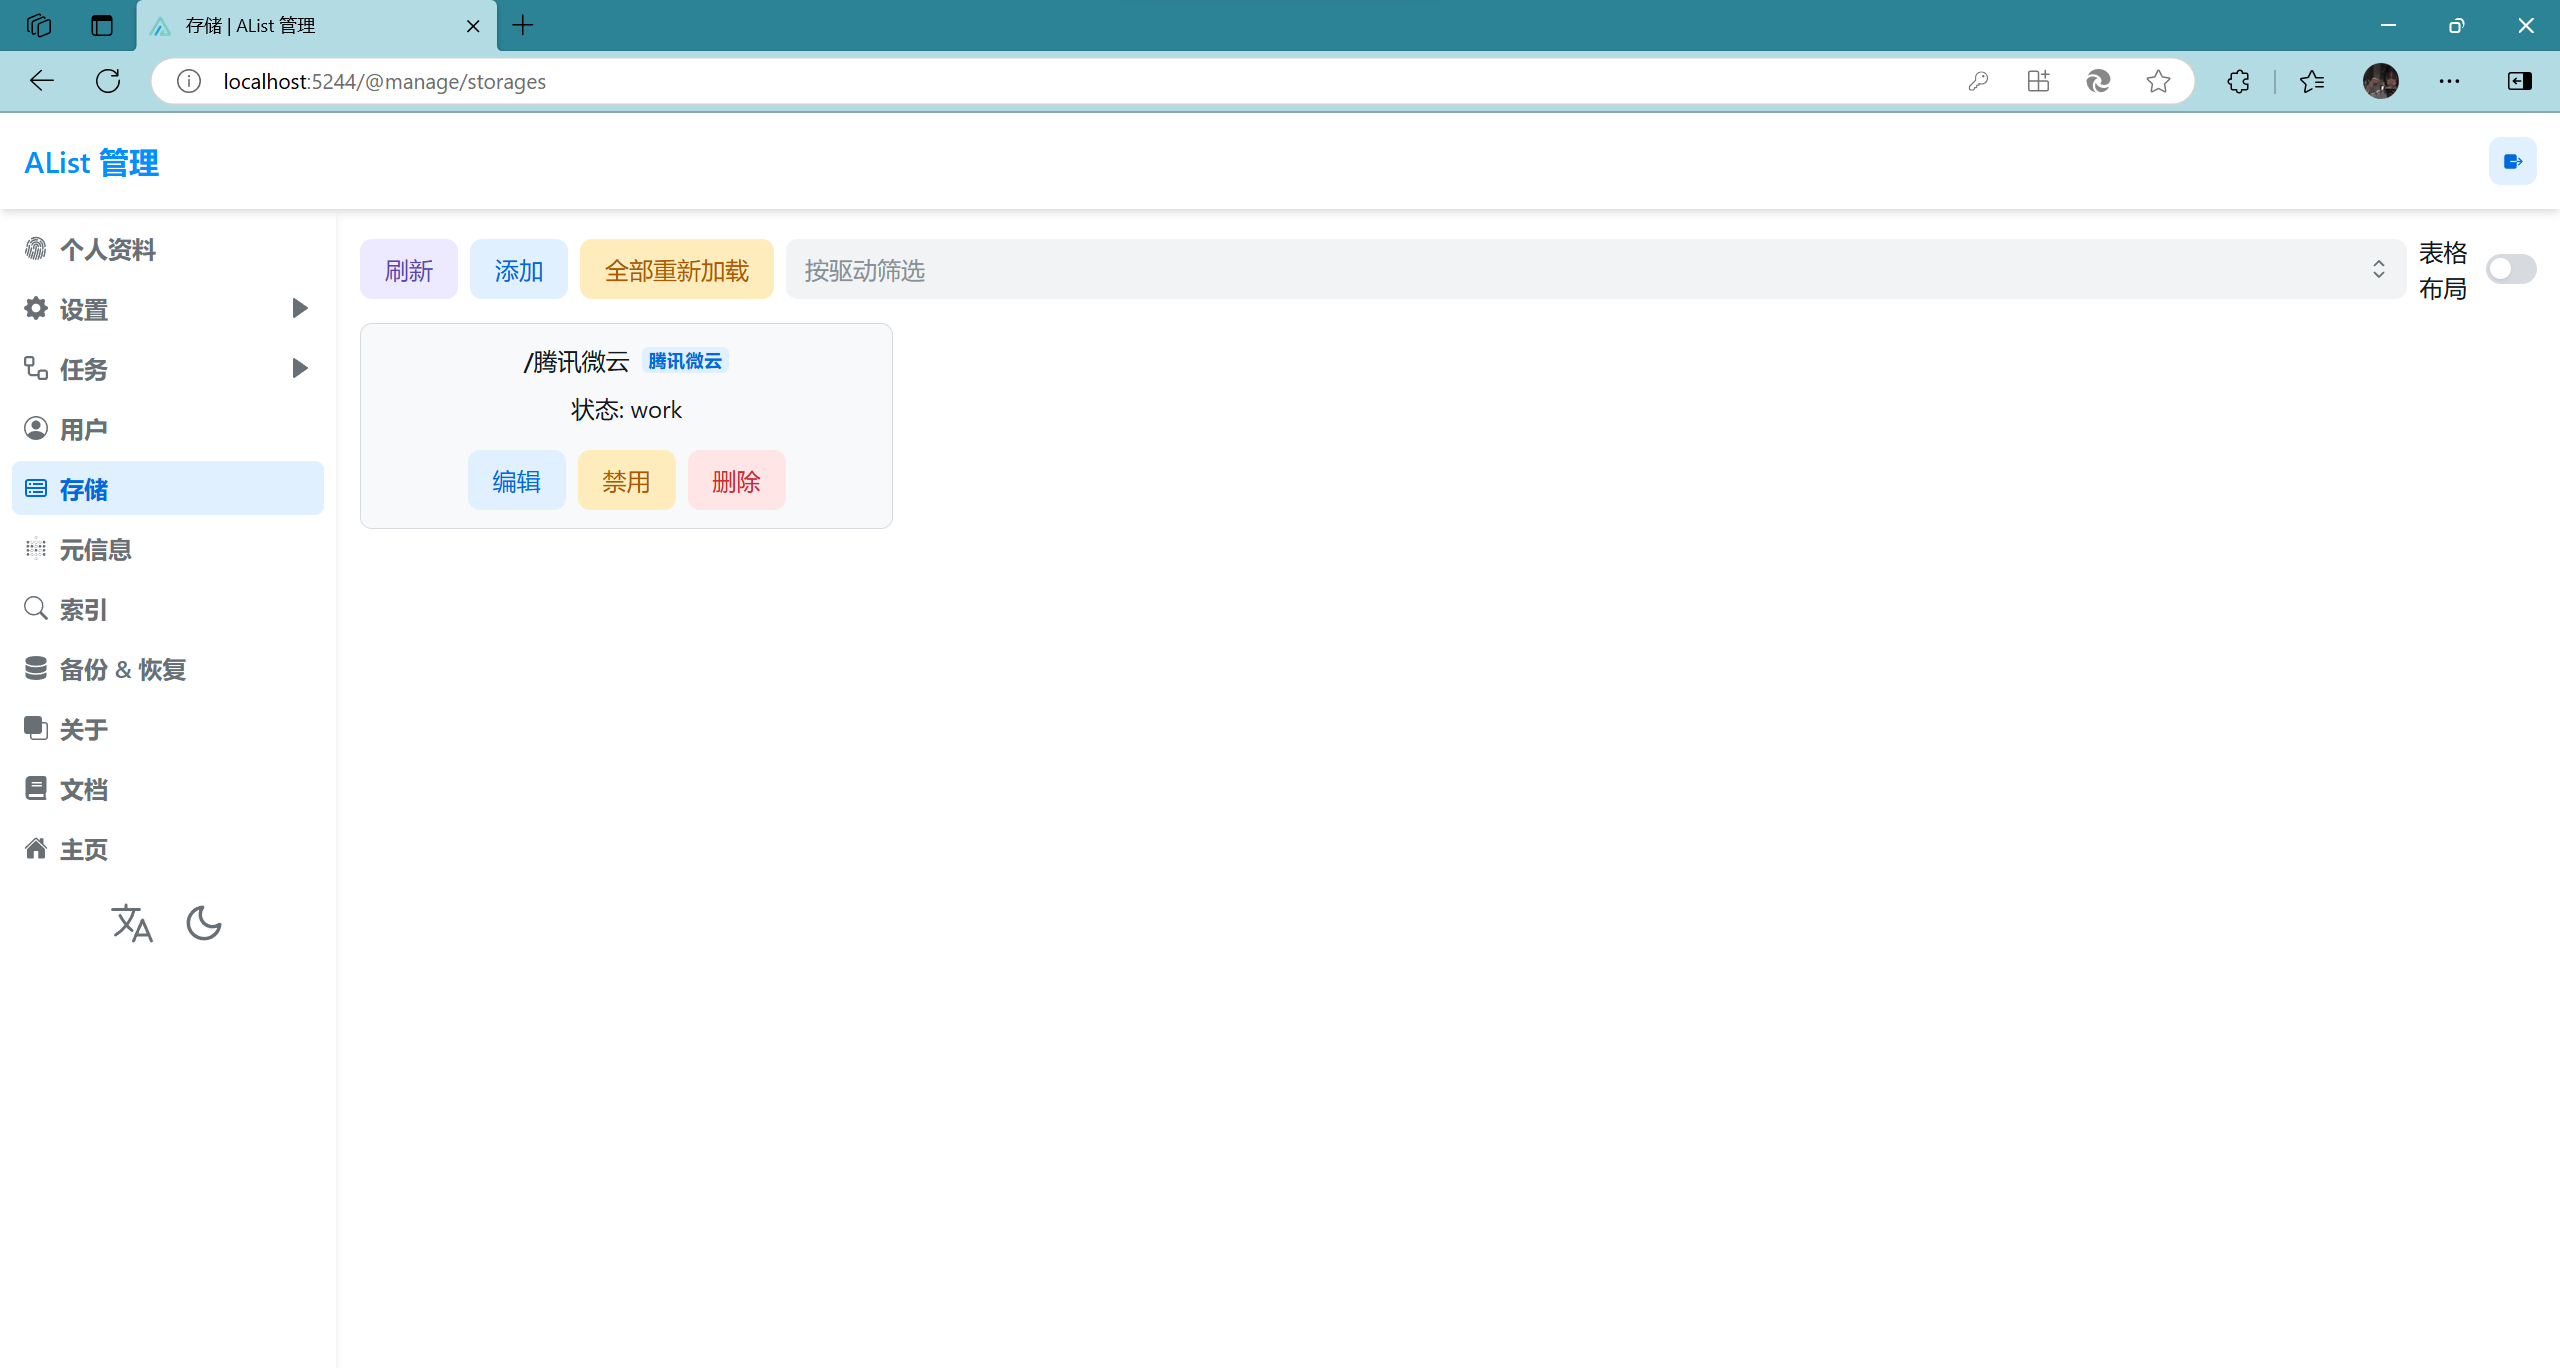 存储 | AList 管理
localhost:5244/@manage/storages
AList 管理
个人资料
设置
任务
用户
存储
元信息
索引
备份 & 恢复
关于
文档
主页
刷新 添加 全部重新加载 按驱动筛选 表格
布局
/腾讯微云 腾讯微云
状态: work
编辑 禁用 删除